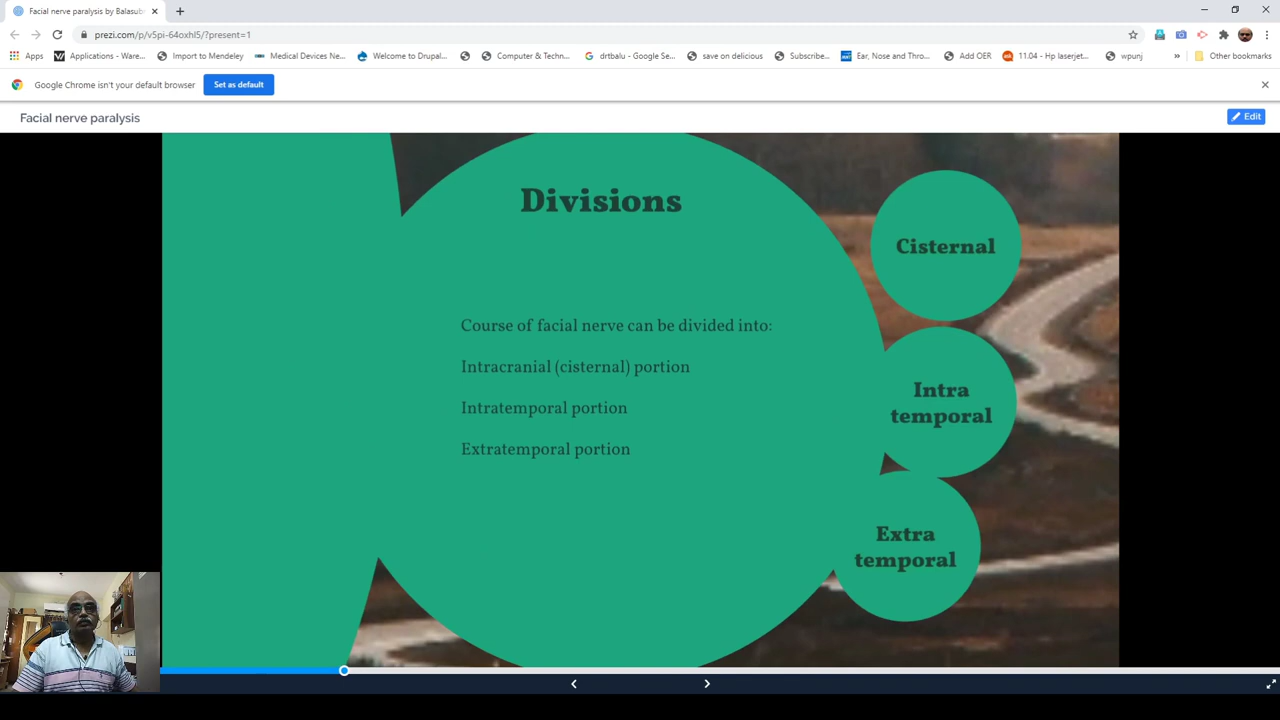 Facial nerve paralysis by Balasub
prezi.com/p/v5pi-64oxhl5/?present=1
Apps
Applications - Ware...
Import to Mendeley
Medical Devices Ne...
Welcome to Drupal...
Computer & Techn...
drtbalu - Google Se...
save on delicious
Subscribe...
Ear, Nose and Thro...
Add OER
11.04 - Hp laserjet...
wpunj
»
Other bookmarks
Google Chrome isn't your default browser
Set as default
Facial nerve paralysis
Edit
Divisions
Course of facial nerve can be divided into:
Intracranial (cisternal) portion
Intratemporal portion
Extratemporal portion
Cisternal
Intra
temporal
Extra
temporal